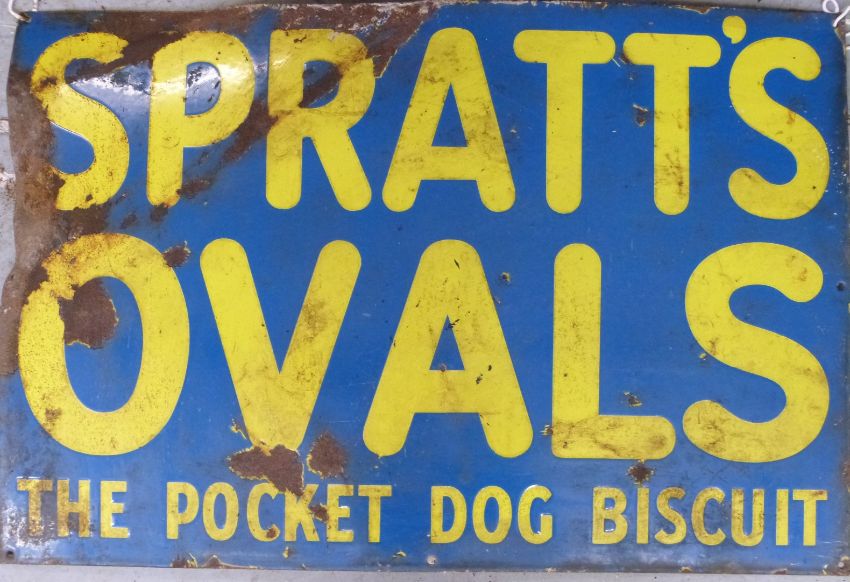 SPRATT'S
OVALS
THE POCKET DOG BISCUIT